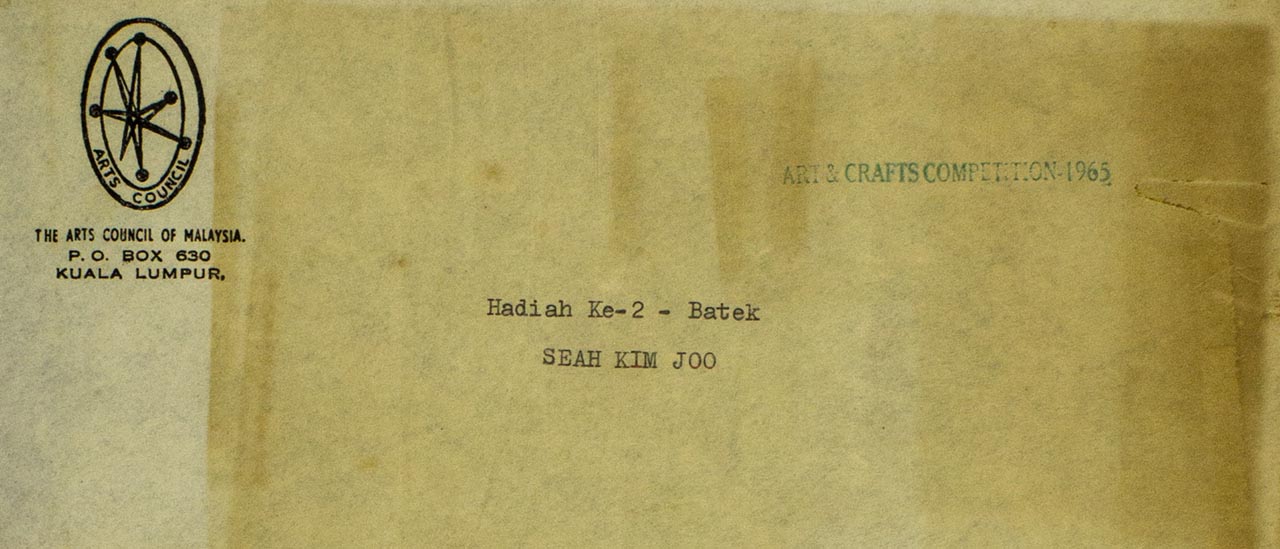 ARTS COUNCIL
THE ARTS COUNCIL OF MALAYSIA.
P. O. BOX 630
KUALA LUMPUR,
ART & CRAFTS COMPETITION-1965
Hadiah Ke-2 - Batek
SEAH KIM JOO